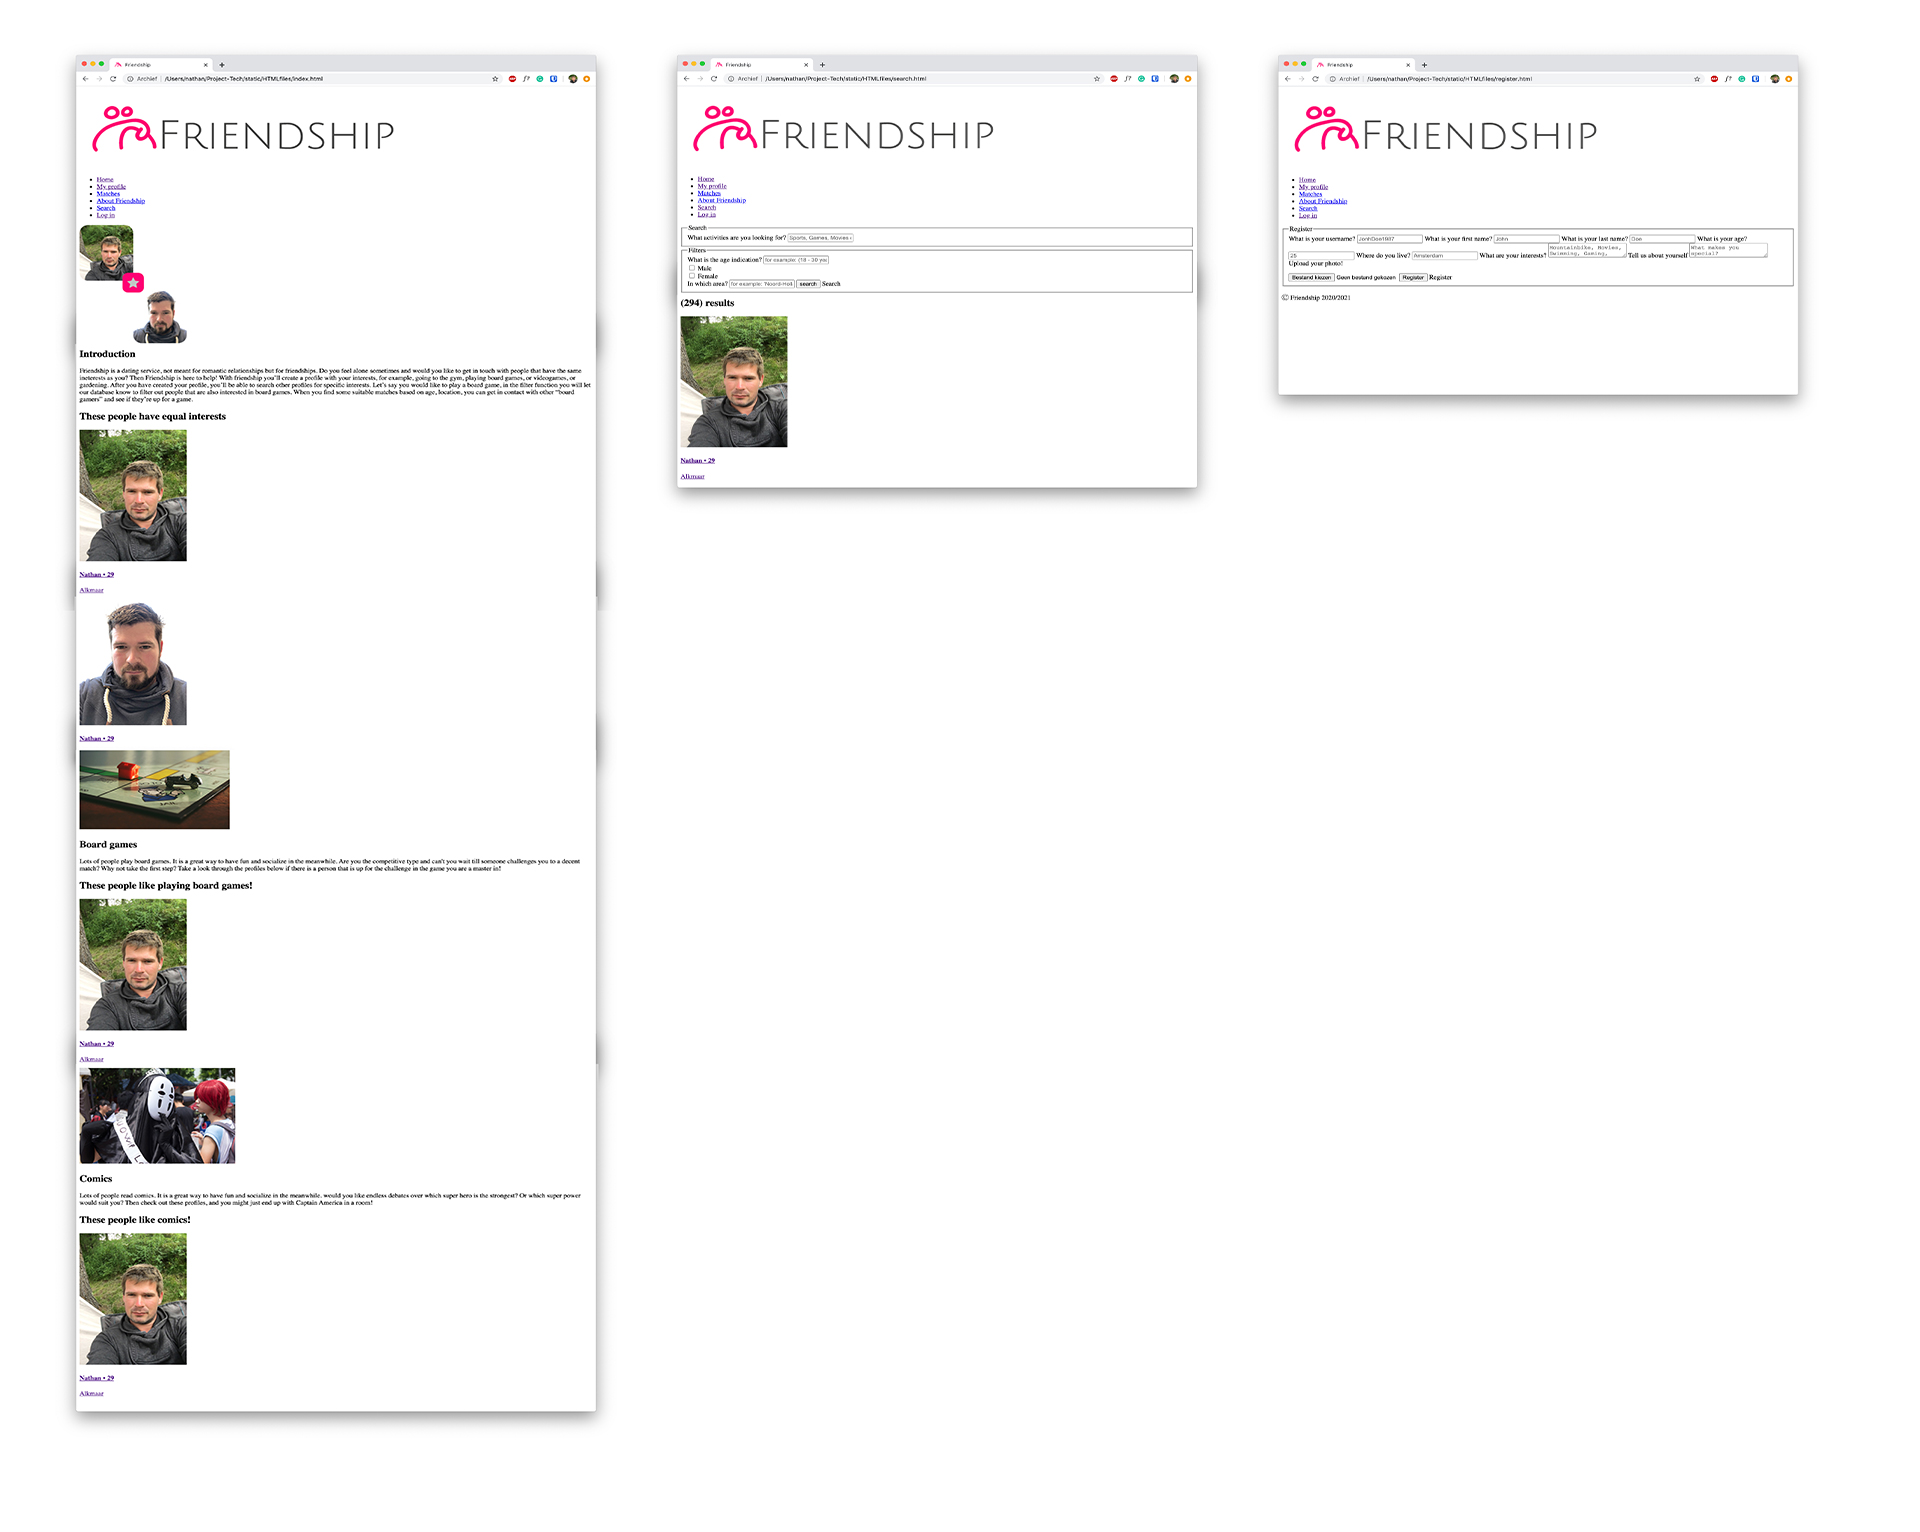 Friendship
Archief | /Users/nathan/Project-Tech/static/HTMLfiles/index.html
FRIENDSHIP
Home
My profile
Matches
About Friendship
Search
Log in
Introduction
Friendship is a dating service, not meant for romantic relationships but for friendships. Do you feel alone sometimes and would you like to get in touch with people that have the same
ineterests as you? Then Friendship is here to help! With friendship you'll create a profile with your interests, for example, going to the gym, playing board games, or videogames, or
gardening. After you have created your profile, you'll be able to search other profiles for specific interests. Let's say you would like to play a board game, in the filter function you will let
our database know to filter out people that are also interested in board games. When you find some suitable matches based on age, location, you can get in contact with other "board
gamers" and see if they're up for a game.
These people have equal interests
Nathan • 29
Alkmaar
Nathan • 29
Board games
Lots of people play board games. It is a great way to have fun and socialize in the meanwhile. Are you the competitive type and can't you wait till someone challenges you to a decent
match? Why not take the first step? Take a look through the profiles below if there is a person that is up for the challenge in the game you are a master in!
These people like playing board games!
Nathan • 29
Alkmaar
Comics
Lots of people read comics. It is a great way to have fun and socialize in the meanwhile. would you like endless debates over which super hero is the strongest? Or which super power
would suit you? Then check out these profiles, and you might just end up with Captain America in a room!
These people like comics!
Nathan • 29
Alkmaar
Friendship
Archief | /Users/nathan/Project-Tech/static/HTMLfiles/search.html
FRIENDSHIP
Home
My profile
Matches
About Friendship
Search
Log in
Search
What activities are you looking for? Sports, Games, Movies
Filters
What is the age indication? for example: (18 - 30 yea
Male
Female
In which area? for example: 'Noord-Hol search Search
(294) results
Nathan • 29
Alkmaar
Friendship
Archief | /Users/nathan/Project-Tech/static/HTMLfiles/register.html
FRIENDSHIP
Home
My profile
Matches
About Friendship
Search
Log in
Register
What is your username? JohnDoe1987 What is your first name? John What is your last name? Doe What is your age?
25 Where do you live? Amsterdam What are your interests? Mountainbike, Movies, Swimming, Gaming, Tell us about yourself What makes you special?
Upload your photo!
Bestand kiezen Geen bestand gekozen Register Register
© Friendship 2020/2021